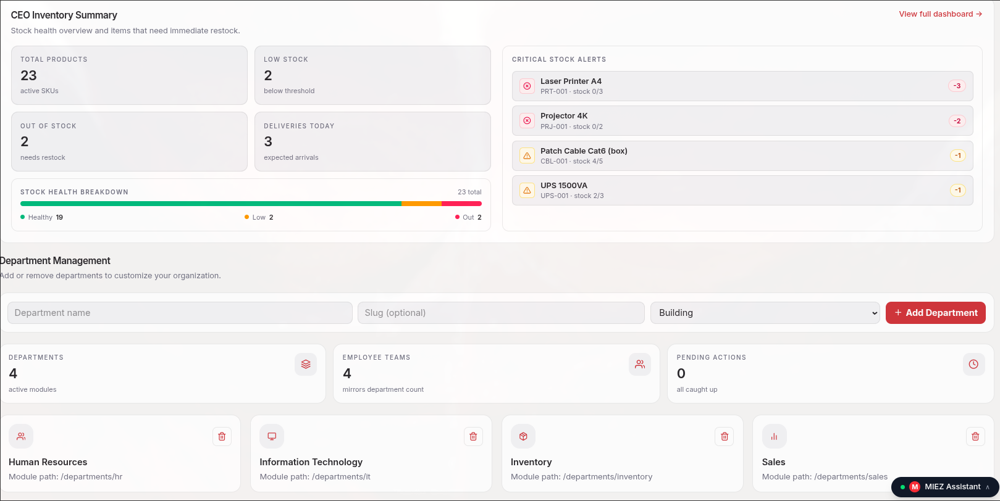 CEO Inventory Summary
View full dashboard →
Stock health overview and items that need immediate restock.
TOTAL PRODUCTS
23
active SKUs
LOW STOCK
2
below threshold
OUT OF STOCK
2
needs restock
DELIVERIES TODAY
3
expected arrivals
STOCK HEALTH BREAKDOWN
23 total
Healthy 19
Low 2
Out 2
CRITICAL STOCK ALERTS
Laser Printer A4
PRT-001 · stock 0/3
-3
Projector 4K
PRJ-001 · stock 0/2
-2
Patch Cable Cat6 (box)
CBL-001 · stock 4/5
-1
UPS 1500VA
UPS-001 · stock 2/3
-1
Department Management
Add or remove departments to customize your organization.
Department name
Slug (optional)
Building
+ Add Department
DEPARTMENTS
4
active modules
EMPLOYEE TEAMS
4
mirrors department count
PENDING ACTIONS
0
all caught up
Human Resources
Module path: /departments/hr
Information Technology
Module path: /departments/it
Inventory
Module path: /departments/inventory
Sales
Module path: /departments/sales
M MIEZ Assistant